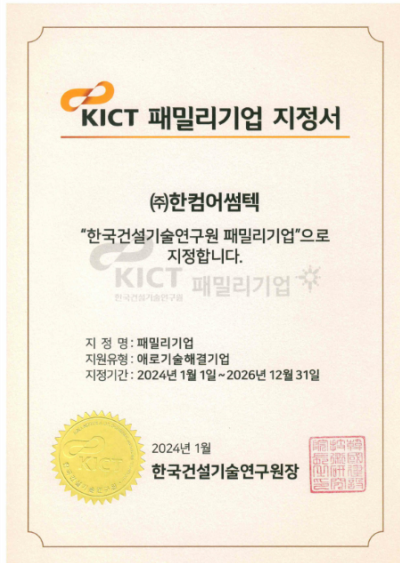 KICT 패밀리기업 지정서
㈜한컴어썸텍
"한국건설기술연구원 패밀리기업"으로
지정합니다.
KICT 패밀리기업
한국건설기술연구원
지 정 명 : 패밀리기업
지원유형 : 애로기술해결기업
지정기간 : 2024년 1월 1일 ~ 2026년 12월 31일
KICT
2024년 1월
한국건설기술연구원장